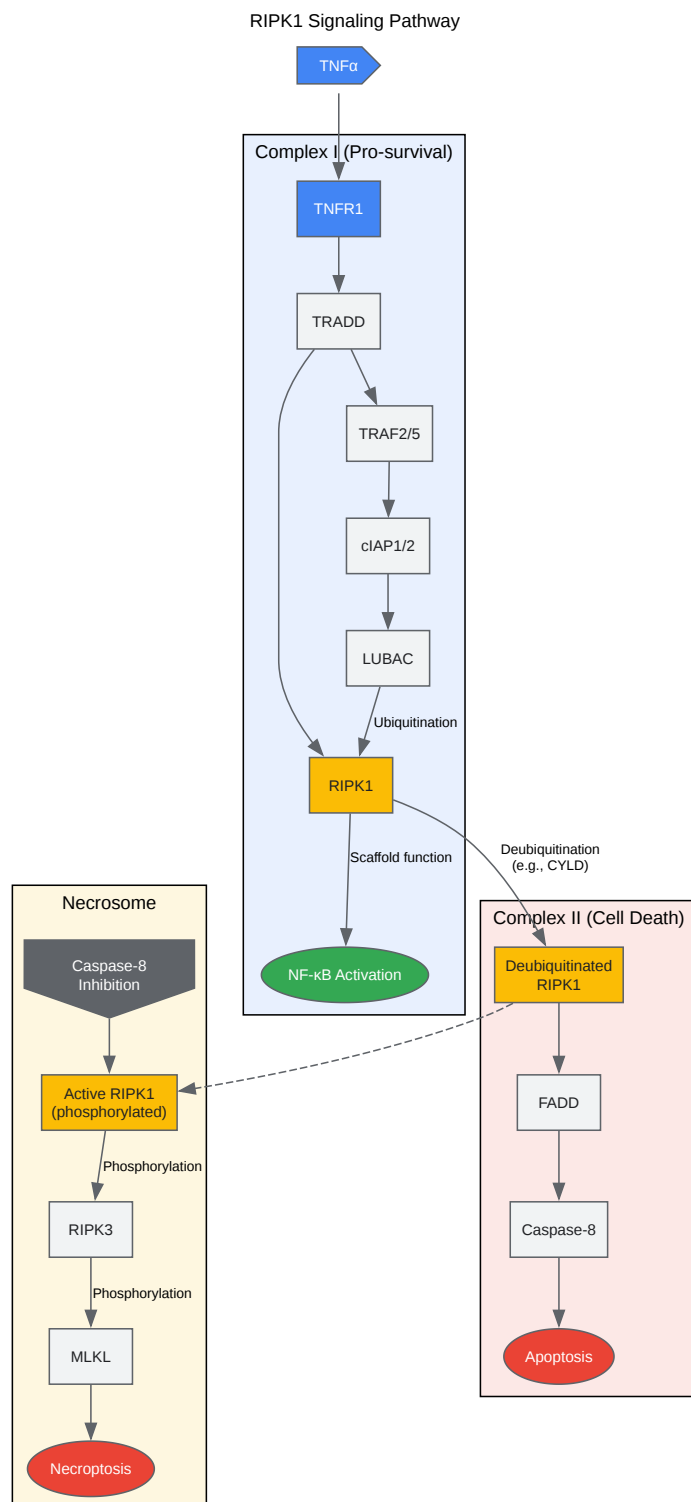 RIPK1 Signaling Pathway
TNFα
Complex I (Pro-survival)
TNFR1
TRADD
TRAF2/5
cIAP1/2
LUBAC
Ubiquitination
RIPK1
Scaffold function
Deubiquitination
(e.g., CYLD)
NF-κB Activation
Necrosome
Caspase-8
Inhibition
Active RIPK1
(phosphorylated)
Phosphorylation
RIPK3
Phosphorylation
MLKL
Necroptosis
Complex II (Cell Death)
Deubiquitinated
RIPK1
FADD
Caspase-8
Apoptosis